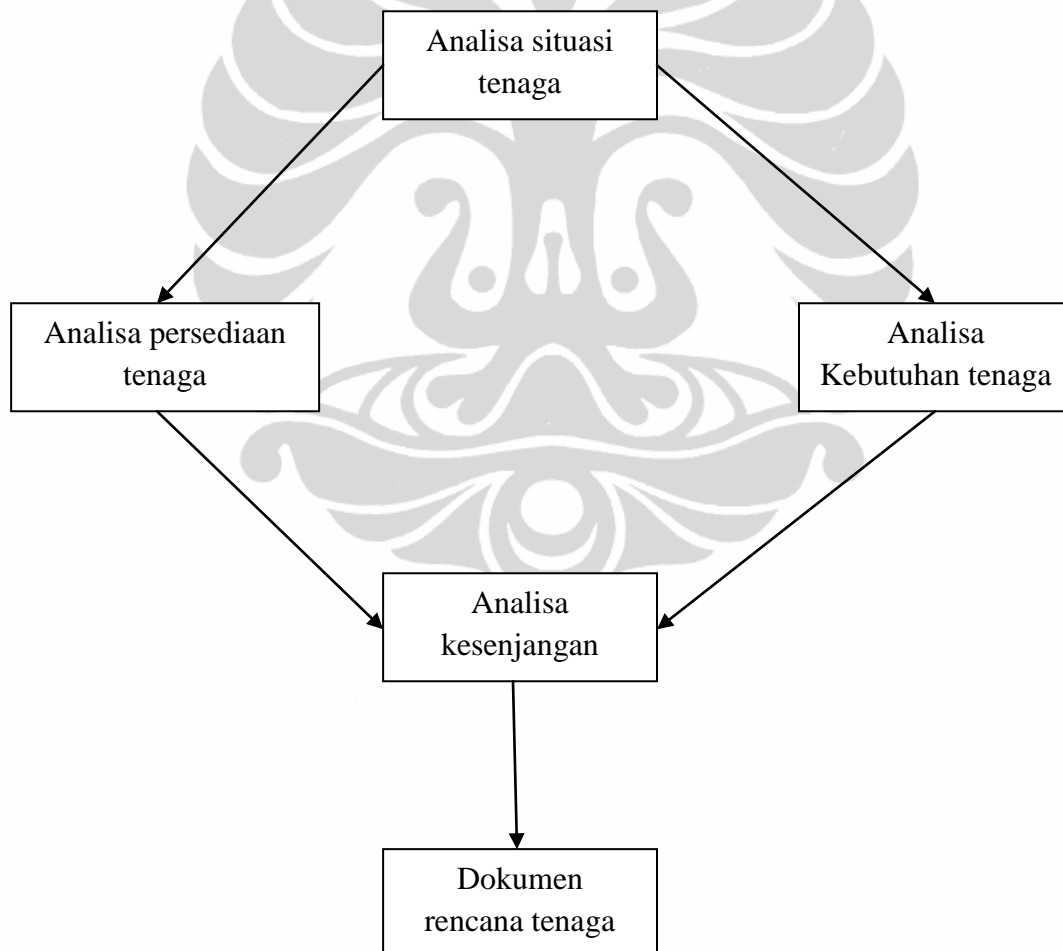 Analisa situasi
tenaga
Analisa persediaan
tenaga
Analisa
Kebutuhan tenaga
Analisa
kesenjangan
Dokumen
rencana tenaga